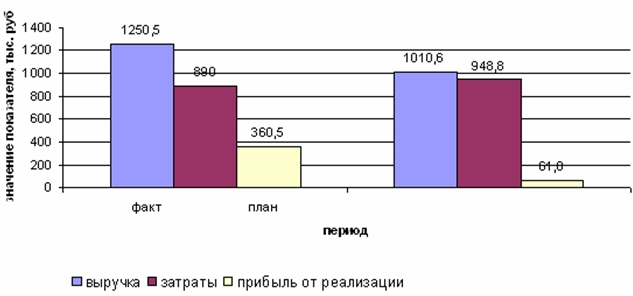 значение показателя, тыс. руб
1400
1200
1000
800
600
400
200
0
1250,5
890
360,5
1010,6
948,8
61,8
факт
план
период
выручка
затраты
прибыль от реализации